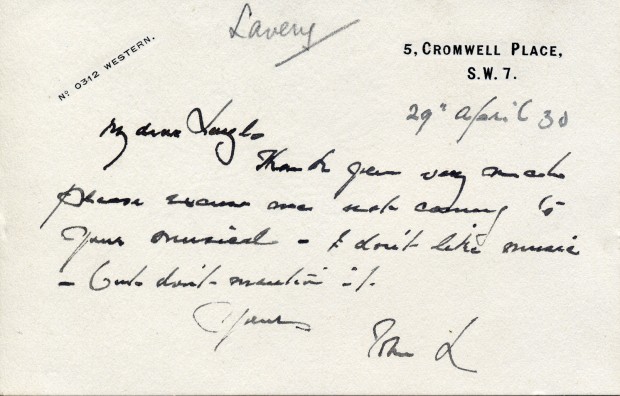 Lavery
Nº 0312 WESTERN.
5, CROMWELL PLACE,
S.W. 7.
29" April 30
My dear
Thank you very much
please excuse me not coming to
your musical - I don't like music
- but don't mention it.
Yours
John L